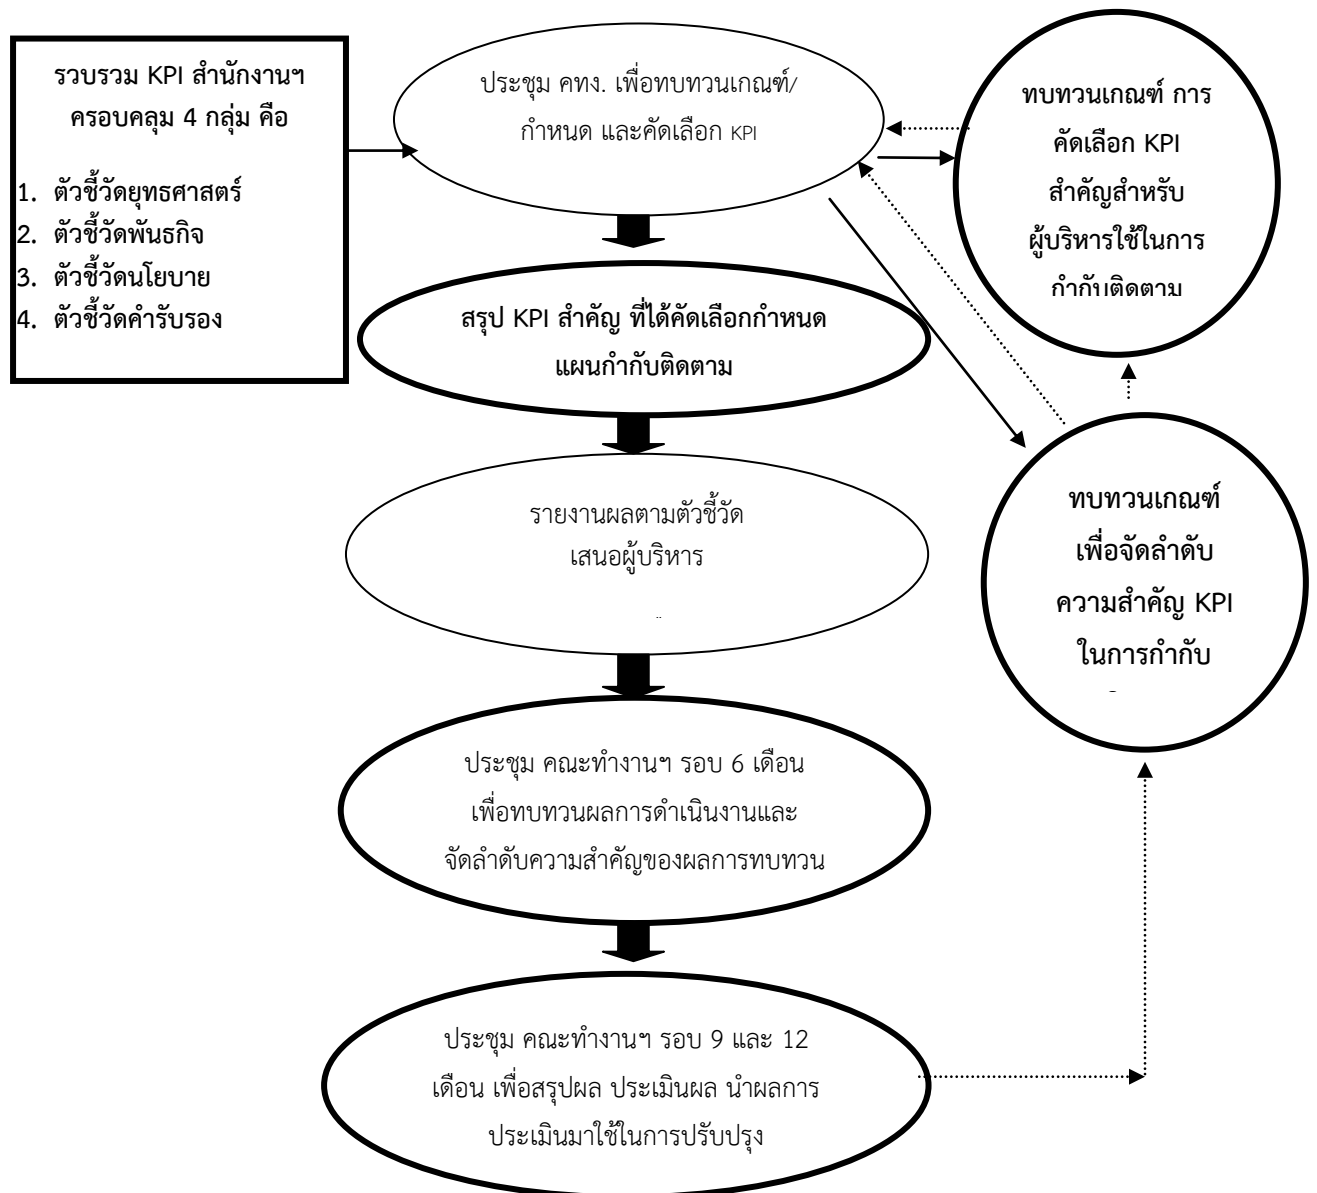 รวบรวม KPI สำนักงานฯ
ครอบคลุม 4 กลุ่ม คือ
1. ตัวชี้วัดยุทธศาสตร์
2. ตัวชี้วัดพันธกิจ
3. ตัวชี้วัดนโยบาย
4. ตัวชี้วัดคำรับรอง
ประชุม คทง. เพื่อทบทวนเกณฑ์/
กำหนด และคัดเลือก KPI
ทบทวนเกณฑ์ การ
คัดเลือก KPI
สำคัญสำหรับ
ผู้บริหารใช้ในการ
กำกับติดตาม
สรุป KPI สำคัญ ที่ได้คัดเลือกกำหนด
แผนกำกับติดตาม
รายงานผลตามตัวชี้วัด
เสนอผู้บริหาร
ทบทวนเกณฑ์
เพื่อจัดลำดับ
ความสำคัญ KPI
ในการกำกับ
ประชุม คณะทำงานฯ รอบ 6 เดือน
เพื่อทบทวนผลการดำเนินงานและ
จัดลำดับความสำคัญของผลการทบทวน
ประชุม คณะทำงานฯ รอบ 9 และ 12
เดือน เพื่อสรุปผล ประเมินผล นำผลการ
ประเมินมาใช้ในการปรับปรุง